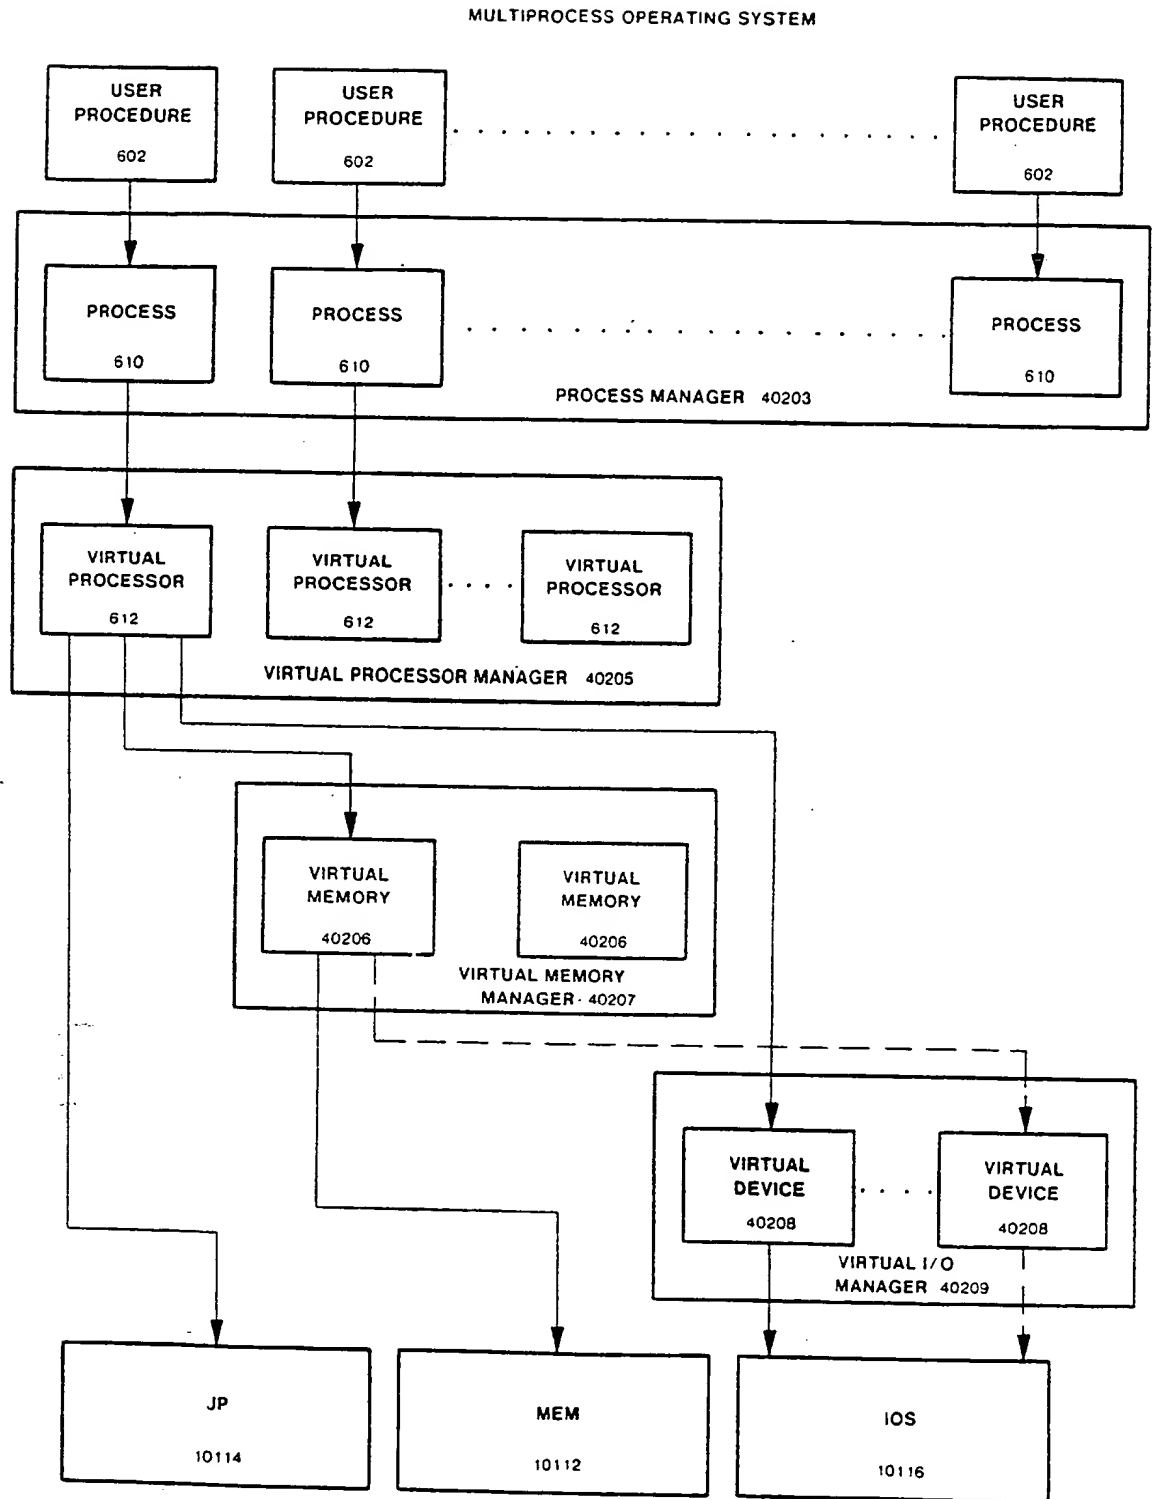 MULTIPROCESS OPERATING SYSTEM
USER
PROCEDURE
602
USER
PROCEDURE
602
USER
PROCEDURE
602
PROCESS
610
PROCESS
610
PROCESS
610
PROCESS MANAGER 40203
VIRTUAL
PROCESSOR
612
VIRTUAL
PROCESSOR
612
VIRTUAL
PROCESSOR
612
VIRTUAL PROCESSOR MANAGER 40205
VIRTUAL
MEMORY
40206
VIRTUAL
MEMORY
40206
VIRTUAL MEMORY
MANAGER 40207
VIRTUAL
DEVICE
40208
VIRTUAL
DEVICE
40208
VIRTUAL I/O
MANAGER 40209
JP
10114
MEM
10112
IOS
10116